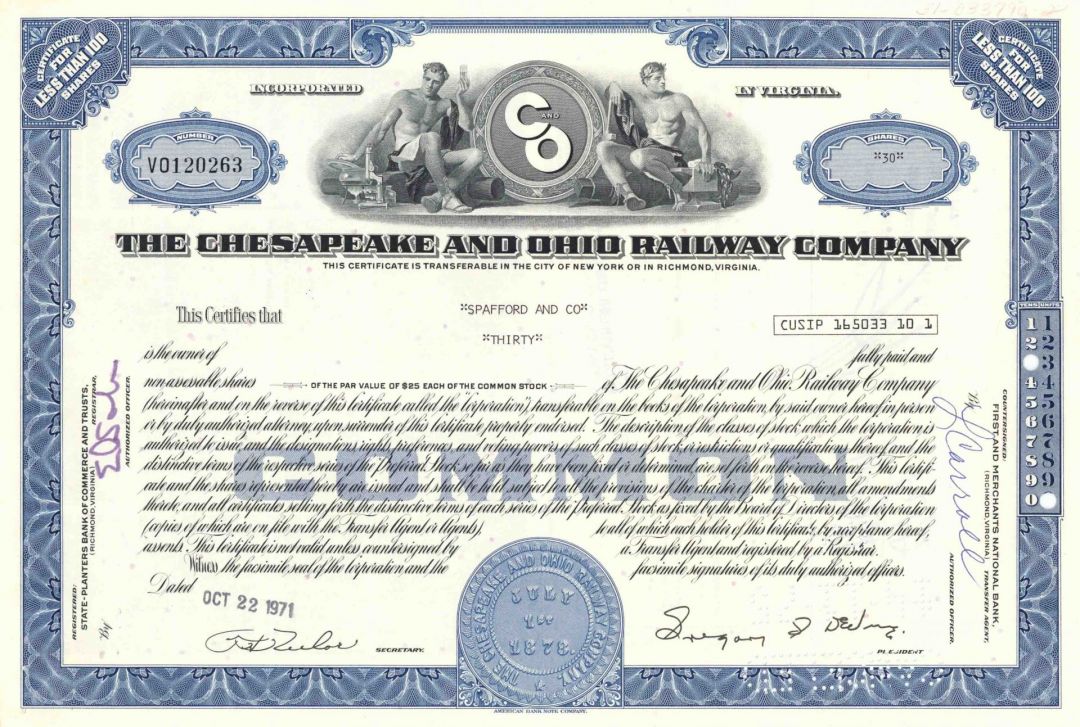 51-033792-2
CERTIFICATE
FOR
LESS THAN 100
SHARES
CERTIFICATE
FOR
LESS THAN 100
SHARES
INCORPORATED
IN VIRGINIA.
C AND O
NUMBER
VO120263
SHARES
*30*
THE CHESAPEAKE AND OHIO RAILWAY COMPANY
THIS CERTIFICATE IS TRANSFERABLE IN THE CITY OF NEW YORK OR IN RICHMOND, VIRGINIA.
This Certifies that
*SPAFFORD AND CO*
*THIRTY*
CUSIP 165033 10 1
is the owner of fully paid and
non-assessable shares OF THE PAR VALUE OF $25 EACH OF THE COMMON STOCK of The Chesapeake and Ohio Railway Company
(hereinafter and on the reverse of this certificate called the "Corporation"), transferable on the books of the Corporation, by said owner hereof, in person
or by duly authorized attorney, upon surrender of this certificate properly endorsed. The description of the classes of stock which the Corporation is
authorized to issue, and the designations, rights, preferences and voting powers of each such classes of stock, or restrictions or qualifications thereof, and the
distinctive terms of the respective series of the Preferred Stock so far as they have been fixed or determined, are set forth on the reverse hereof. This certifi-
cate and the shares represented hereby are issued and shall be held subject to all the provisions of the charter of the Corporation, all amendments
thereto, and all certificates setting forth the distinctive terms of each series of the Preferred Stock as fixed by the Board of Directors of the Corporation
(copies of which are on file with the Transfer Agent or Agents), to all of which each holder of this certificate, by acceptance hereof,
assents. This certificate is not valid unless countersigned by a Transfer Agent and registered by a Registrar.
Witness the facsimile seal of the Corporation and the facsimile signatures of its duly authorized officers.
COMMON
Dated
OCT 22 1971
SECRETARY.
THE CHESAPEAKE AND OHIO RAILWAY COMPANY
JULY
1ST
1878.
Gregory S DeVine.
PRESIDENT
AMERICAN BANK NOTE COMPANY.
REGISTERED:
STATE-PLANTERS BANK OF COMMERCE AND TRUSTS,
(RICHMOND, VIRGINIA) REGISTRAR,
By
AUTHORIZED OFFICER.
COUNTERSIGNED:
FIRST AND MERCHANTS NATIONAL BANK,
(RICHMOND, VIRGINIA) TRANSFER AGENT,
By
AUTHORIZED OFFICER.
TENS UNITS
1 1
2 2
3
4 4
5 5
6 6
7 7
8 8
9 9
0